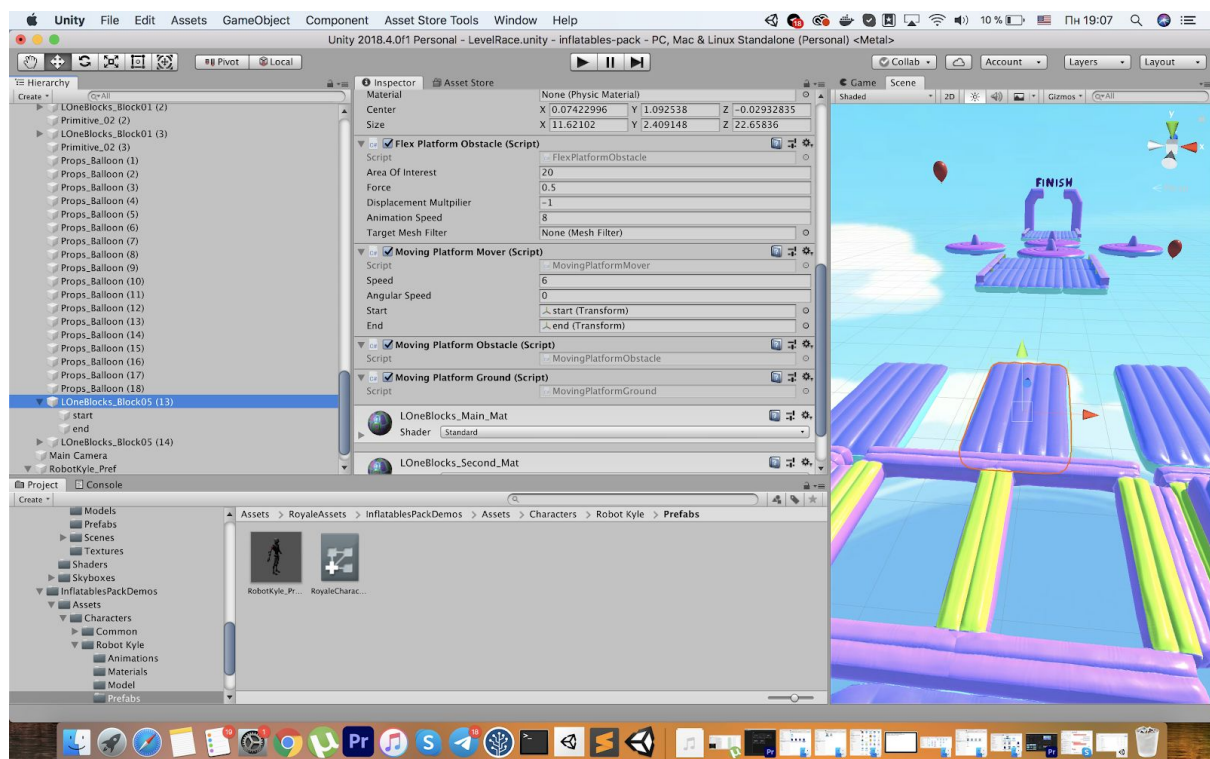 Unity File Edit Assets GameObject Component Asset Store Tools Window Help 10 % Пн 19:07
Unity 2018.4.0f1 Personal - LevelRace.unity - inflatables-pack - PC, Mac & Linux Standalone (Personal) <Metal>
Pivot Local Collab Account Layers Layout
Hierarchy
Create All
LOneBlocks_Block01 (2)
Primitive_02 (2)
LOneBlocks_Block01 (3)
Primitive_02 (3)
Props_Balloon (1)
Props_Balloon (2)
Props_Balloon (3)
Props_Balloon (4)
Props_Balloon (5)
Props_Balloon (6)
Props_Balloon (7)
Props_Balloon (8)
Props_Balloon (9)
Props_Balloon (10)
Props_Balloon (11)
Props_Balloon (12)
Props_Balloon (13)
Props_Balloon (14)
Props_Balloon (15)
Props_Balloon (16)
Props_Balloon (17)
Props_Balloon (18)
LOneBlocks_Block05 (13)
start
end
LOneBlocks_Block05 (14)
Main Camera
RobotKyle_Pref
Inspector Asset Store
Material None (Physic Material)
Center X 0.07422996 Y 1.092538 Z -0.02932835
Size X 11.62102 Y 2.409148 Z 22.65836
Flex Platform Obstacle (Script)
Script FlexPlatformObstacle
Area Of Interest 20
Force 0.5
Displacement Multpilier -1
Animation Speed 8
Target Mesh Filter None (Mesh Filter)
Moving Platform Mover (Script)
Script MovingPlatformMover
Speed 6
Angular Speed 0
Start start (Transform)
End end (Transform)
Moving Platform Obstacle (Script)
Script MovingPlatformObstacle
Moving Platform Ground (Script)
Script MovingPlatformGround
LOneBlocks_Main_Mat
Shader Standard
LOneBlocks_Second_Mat
Game Scene
Shaded 2D Gizmos All
y
x
FINISH
Project Console
Create
Models
Prefabs
Scenes
Textures
Shaders
Skyboxes
InflatablesPackDemos
Assets
Characters
Common
Robot Kyle
Animations
Materials
Model
Prefabs
Assets > RoyaleAssets > InflatablesPackDemos > Assets > Characters > Robot Kyle > Prefabs
RobotKyle_Pr... RoyaleCharac...
Pr
S